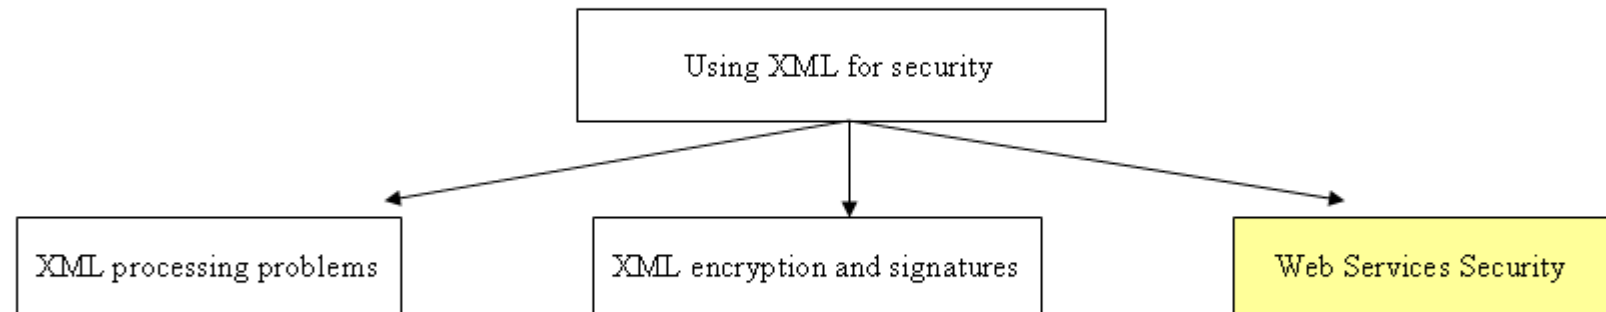 Using XML for security
XML processing problems
XML encryption and signatures
Web Services Security